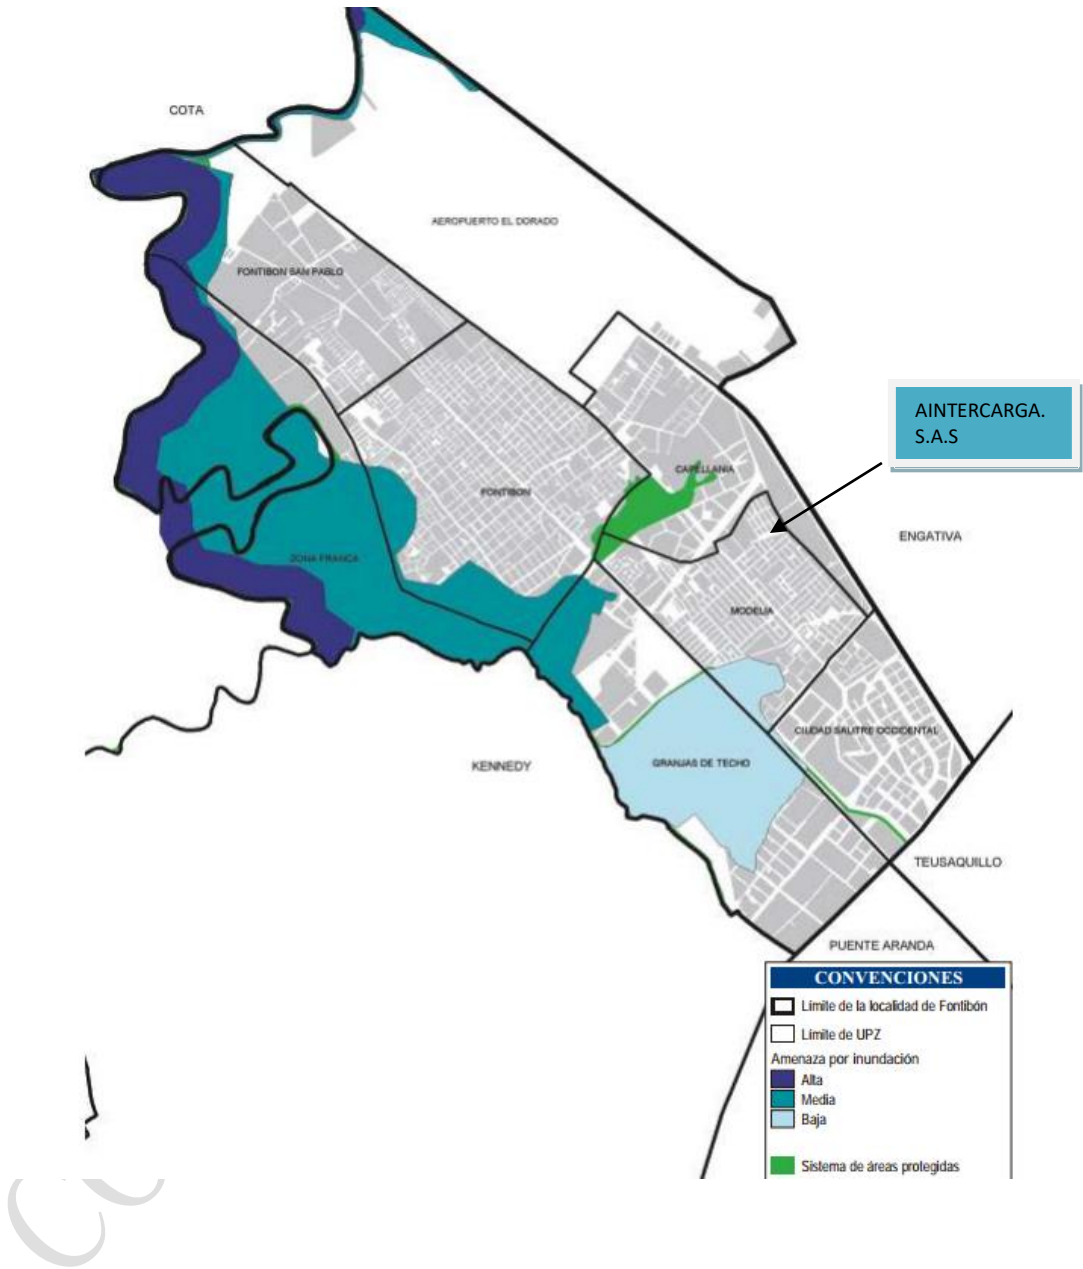 COTA
AEROPUERTO EL DORADO
FONTIBON SAN PABLO
AINTERCARGA.
S.A.S
CAPELLANIA
FONTIBON
ENGATIVA
ZONA FRANCA
MODELIA
CIUDAD SALITRE OCCIDENTAL
GRANJAS DE TECHO
KENNEDY
TEUSAQUILLO
PUENTE ARANDA
CONVENCIONES
Límite de la localidad de Fontibón
Límite de UPZ
Amenaza por inundación
Alta
Media
Baja
Sistema de áreas protegidas